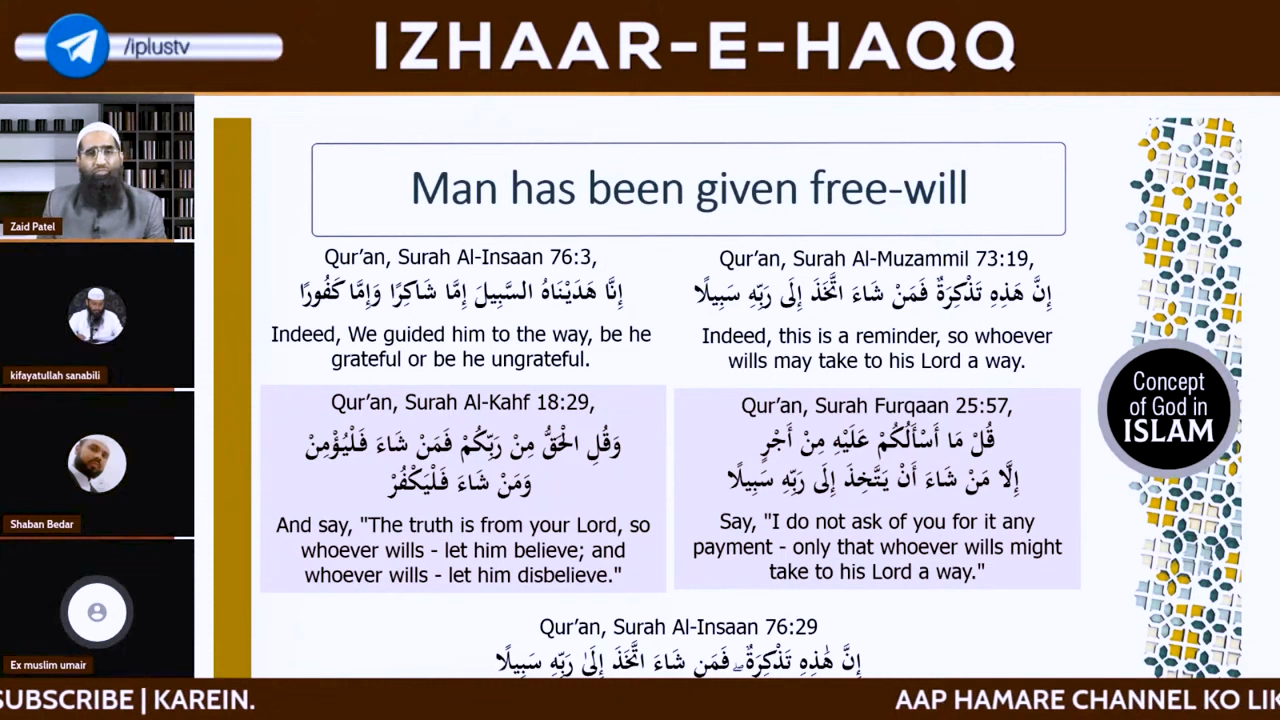 /iplustv
IZHAAR-E-HAQQ
Zaid Patel
kifayatullah sanabili
Shaban Bedar
Ex muslim umair
Man has been given free-will
Qur'an, Surah Al-Insaan 76:3,
إِنَّا هَدَيْنَاهُ السَّبِيلَ إِمَّا شَاكِرًا وَإِمَّا كَفُورًا
Indeed, We guided him to the way, be he
grateful or be he ungrateful.
Qur'an, Surah Al-Muzammil 73:19,
إِنَّ هَذِهِ تَذْكِرَةٌ فَمَنْ شَاءَ اتَّخَذَ إِلَى رَبِّهِ سَبِيلًا
Indeed, this is a reminder, so whoever
wills may take to his Lord a way.
Qur'an, Surah Al-Kahf 18:29,
وَقُلِ الْحَقُّ مِنْ رَبِّكُمْ فَمَنْ شَاءَ فَلْيُؤْمِنْ
وَمَنْ شَاءَ فَلْيَكْفُرْ
And say, "The truth is from your Lord, so
whoever wills - let him believe; and
whoever wills - let him disbelieve."
Qur'an, Surah Furqaan 25:57,
قُلْ مَا أَسْأَلُكُمْ عَلَيْهِ مِنْ أَجْرٍ
إِلَّا مَنْ شَاءَ أَنْ يَتَّخِذَ إِلَى رَبِّهِ سَبِيلًا
Say, "I do not ask of you for it any
payment - only that whoever wills might
take to his Lord a way."
Qur'an, Surah Al-Insaan 76:29
إِنَّ هَٰذِهِ تَذْكِرَةٌ ۖ فَمَن شَاءَ اتَّخَذَ إِلَىٰ رَبِّهِ سَبِيلًا
Concept
of God in
ISLAM
SUBSCRIBE | KAREIN.
AAP HAMARE CHANNEL KO LIK